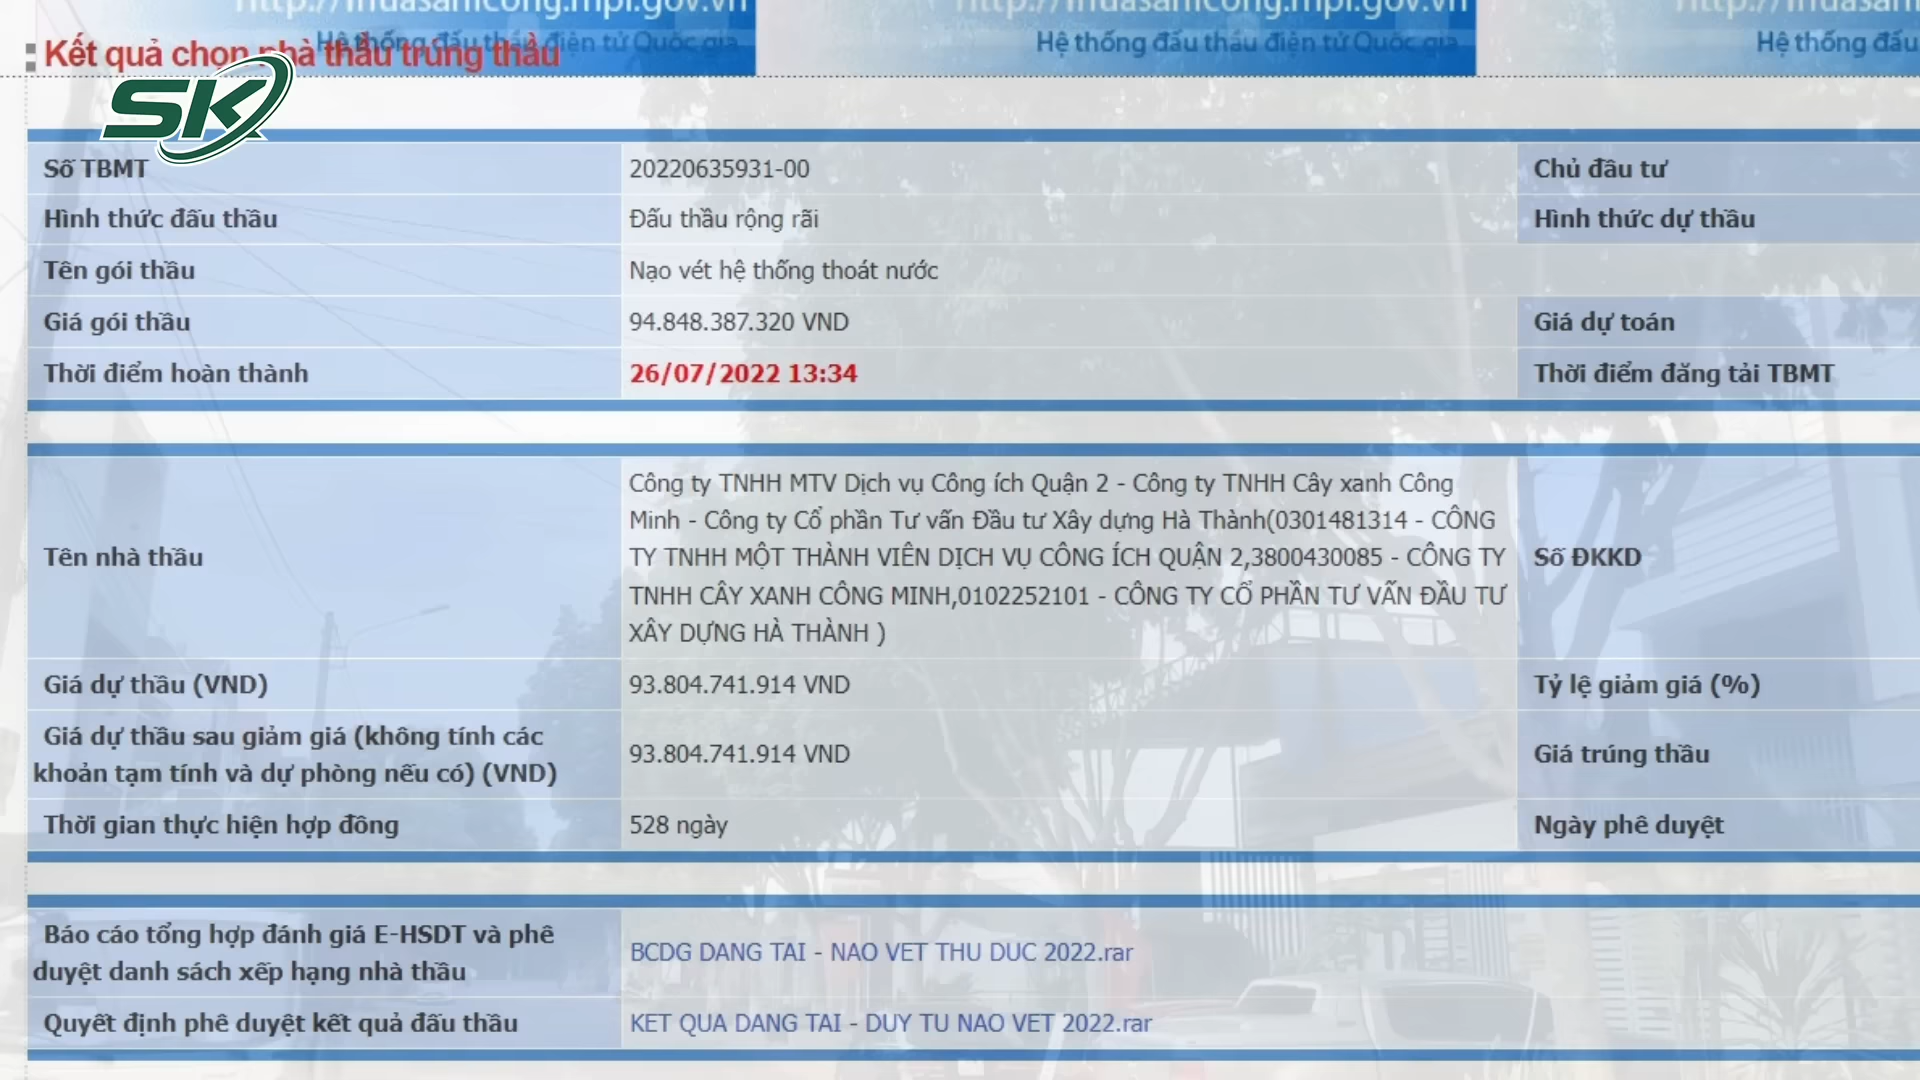 http://muasamcong.mpi.gov.vn http://muasamcong.mpi.gov.vn http://muasamcong
Hệ thống đấu thầu điện tử Quốc gia Hệ thống đấu thầu điện tử Quốc gia Hệ thống đấu
Kết quả chọn nhà thầu trúng thầu
SK
Số TBMT 20220635931-00 Chủ đầu tư
Hình thức đấu thầu Đấu thầu rộng rãi Hình thức dự thầu
Tên gói thầu Nạo vét hệ thống thoát nước
Giá gói thầu 94.848.387.320 VND Giá dự toán
Thời điểm hoàn thành 26/07/2022 13:34 Thời điểm đăng tải TBMT
Tên nhà thầu
Công ty TNHH MTV Dịch vụ Công ích Quận 2 - Công ty TNHH Cây xanh Công
Minh - Công ty Cổ phần Tư vấn Đầu tư Xây dựng Hà Thành(0301481314 - CÔNG
TY TNHH MỘT THÀNH VIÊN DỊCH VỤ CÔNG ÍCH QUẬN 2,3800430085 - CÔNG TY
TNHH CÂY XANH CÔNG MINH,0102252101 - CÔNG TY CỔ PHẦN TƯ VẤN ĐẦU TƯ
XÂY DỰNG HÀ THÀNH )
Số ĐKKD
Giá dự thầu (VND) 93.804.741.914 VND Tỷ lệ giảm giá (%)
Giá dự thầu sau giảm giá (không tính các
khoản tạm tính và dự phòng nếu có) (VND)
93.804.741.914 VND Giá trúng thầu
Thời gian thực hiện hợp đồng 528 ngày Ngày phê duyệt
Báo cáo tổng hợp đánh giá E-HSDT và phê
duyệt danh sách xếp hạng nhà thầu
BCDG DANG TAI - NAO VET THU DUC 2022.rar
Quyết định phê duyệt kết quả đấu thầu KET QUA DANG TAI - DUY TU NAO VET 2022.rar